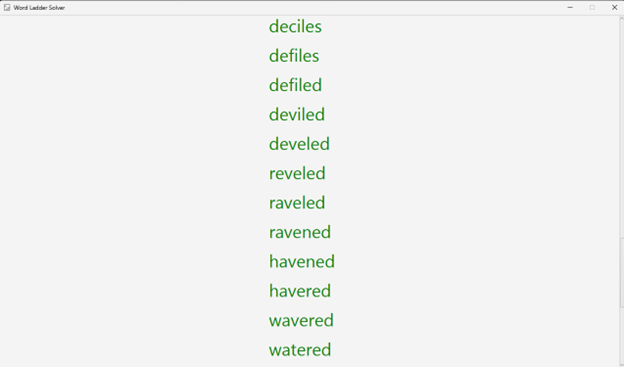 Word Ladder Solver
deciles
defiles
defiled
deviled
develed
reveled
raveled
ravened
havened
havered
wavered
watered